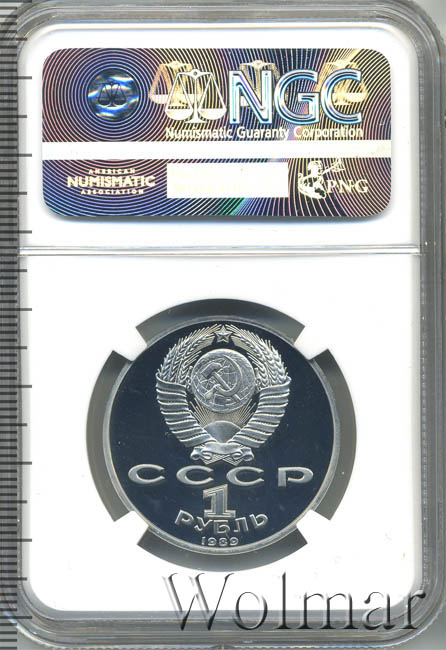 NGC
Numismatic Guaranty Corporation
AMERICAN
NUMISMATIC
ASSOCIATION
PNG
СССР
1
РУБЛЬ
1989
Wolmar